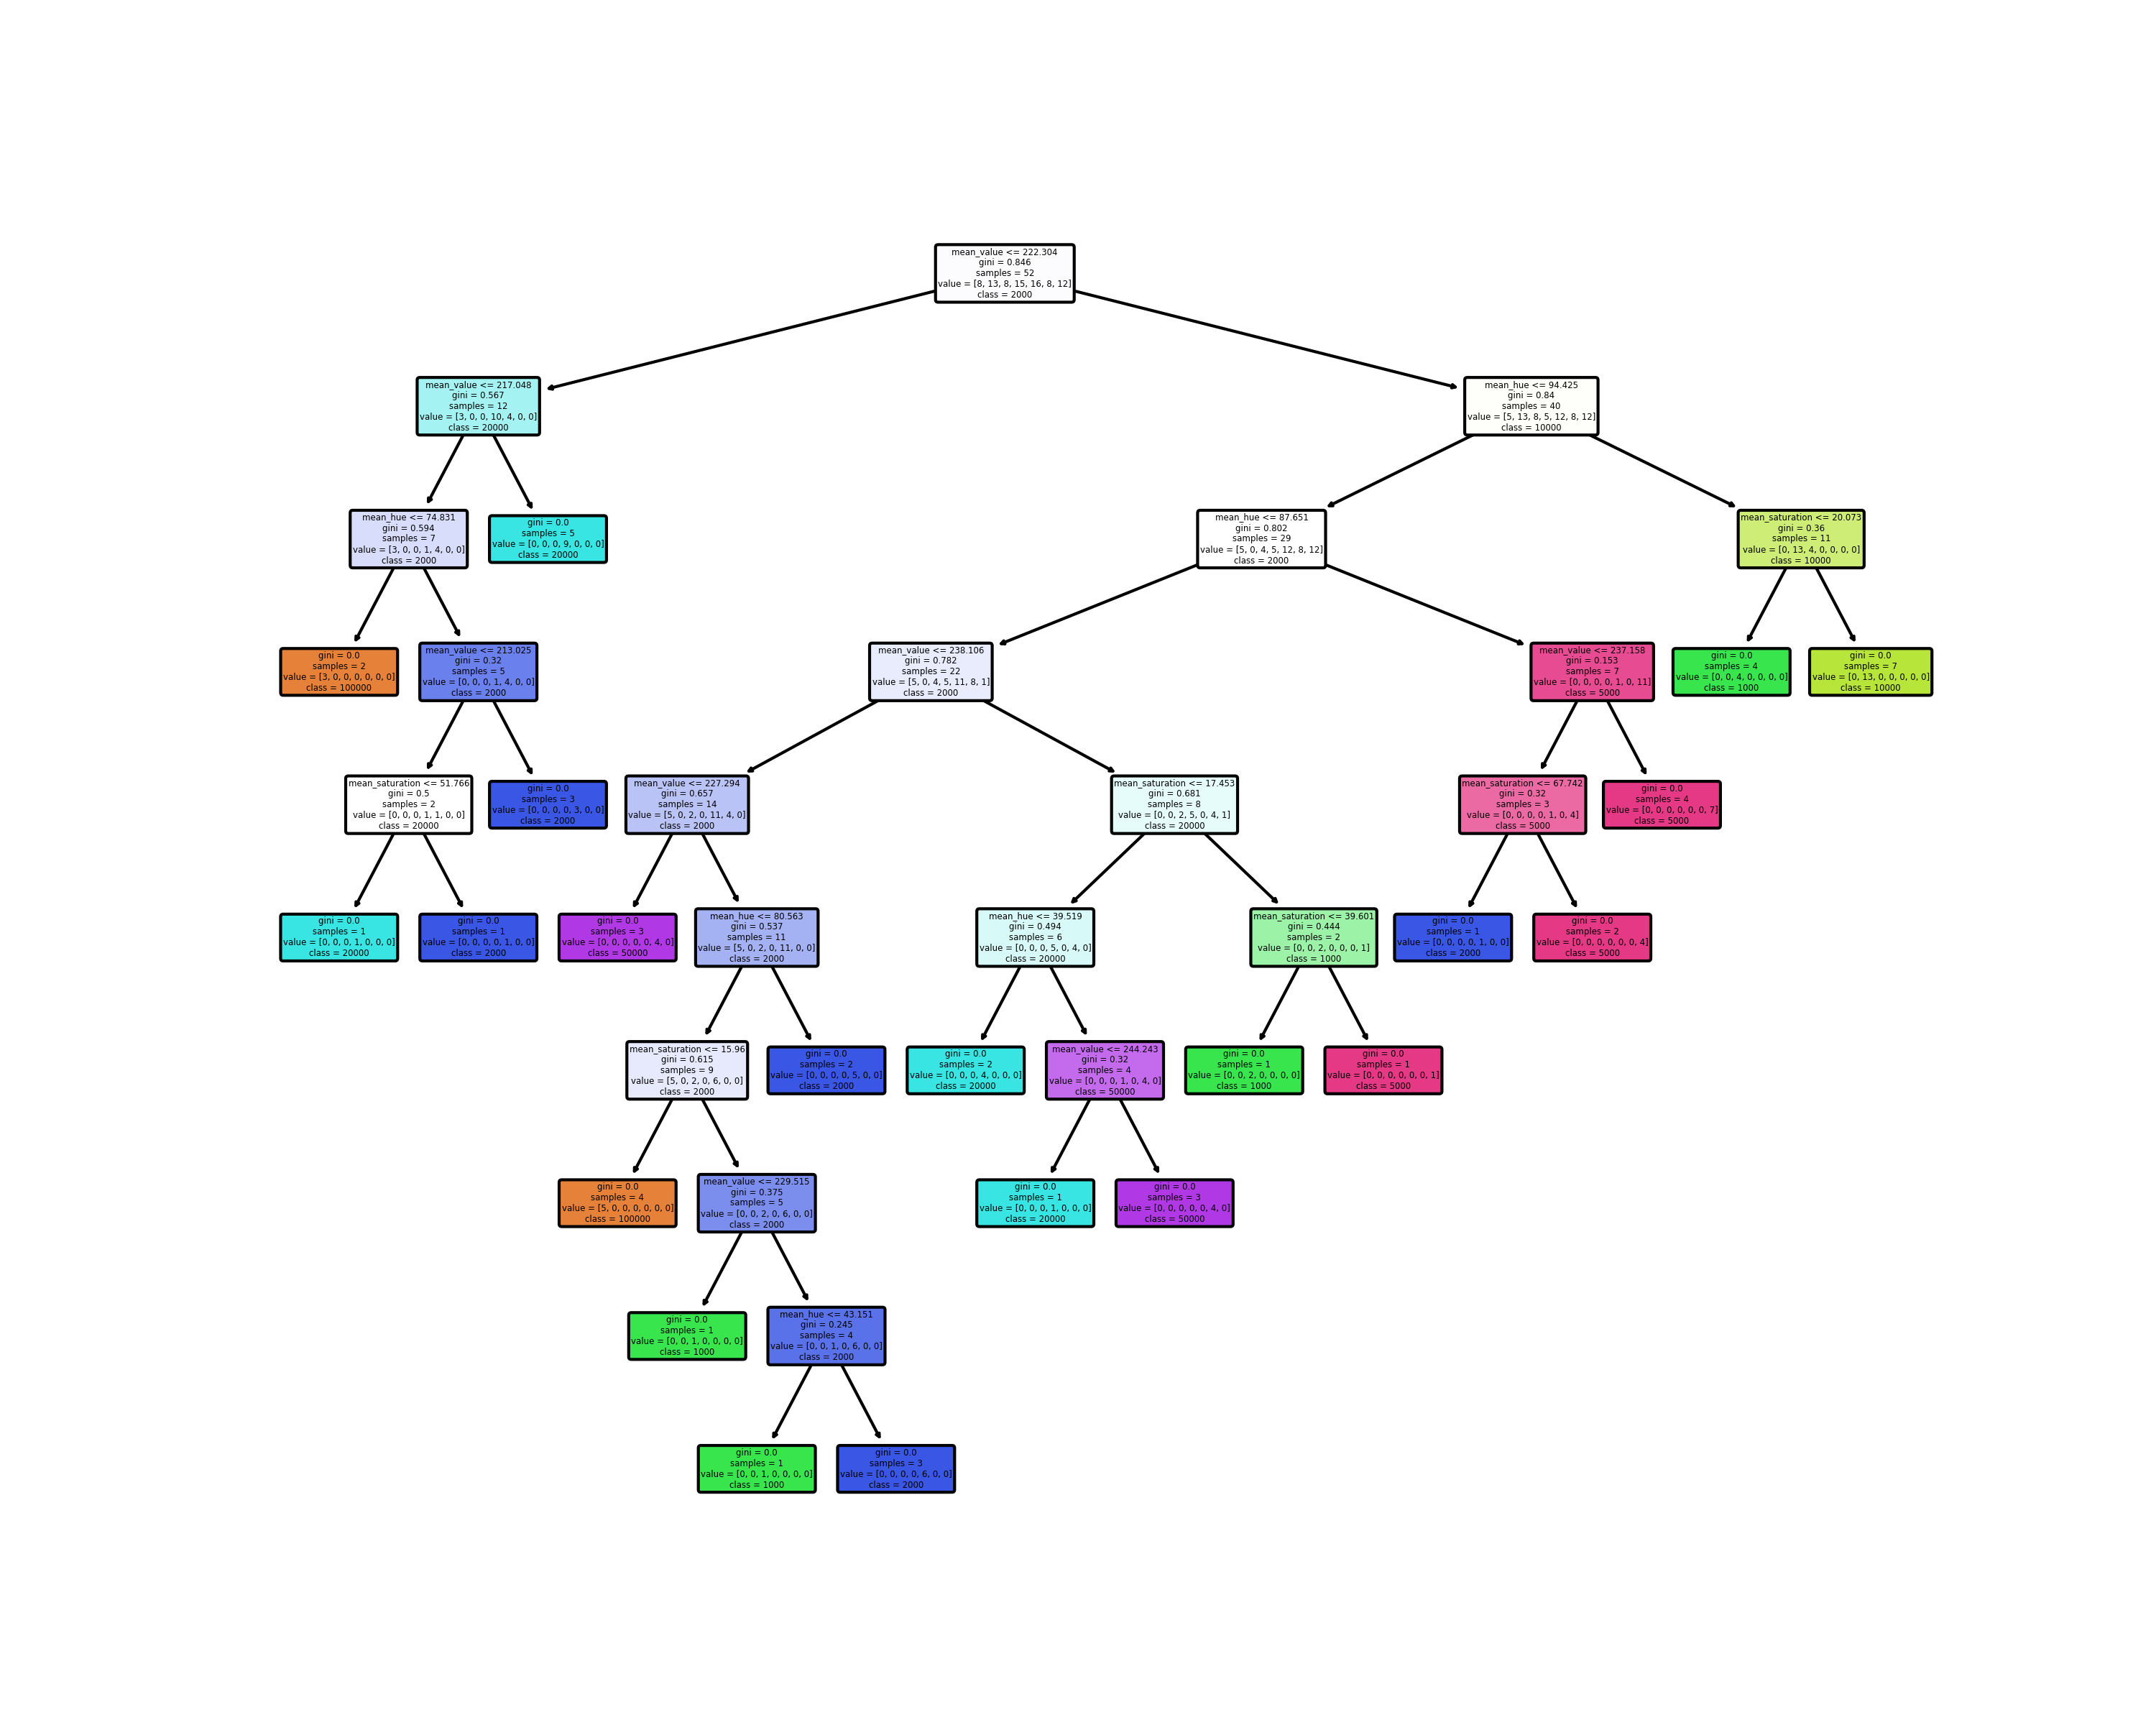 mean_value <= 222.304
gini = 0.846
samples = 52
value = [8, 13, 8, 15, 16, 8, 12]
class = 2000
mean_value <= 217.048
gini = 0.567
samples = 12
value = [3, 0, 0, 10, 4, 0, 0]
class = 20000
mean_hue <= 94.425
gini = 0.84
samples = 40
value = [5, 13, 8, 5, 12, 8, 12]
class = 10000
mean_hue <= 74.831
gini = 0.594
samples = 7
value = [3, 0, 0, 1, 4, 0, 0]
class = 2000
gini = 0.0
samples = 5
value = [0, 0, 0, 9, 0, 0, 0]
class = 20000
mean_hue <= 87.651
gini = 0.802
samples = 29
value = [5, 0, 4, 5, 12, 8, 12]
class = 2000
mean_saturation <= 20.073
gini = 0.36
samples = 11
value = [0, 13, 4, 0, 0, 0, 0]
class = 10000
gini = 0.0
samples = 2
value = [3, 0, 0, 0, 0, 0, 0]
class = 100000
mean_value <= 213.025
gini = 0.32
samples = 5
value = [0, 0, 0, 1, 4, 0, 0]
class = 2000
mean_value <= 238.106
gini = 0.782
samples = 22
value = [5, 0, 4, 5, 11, 8, 1]
class = 2000
mean_value <= 237.158
gini = 0.153
samples = 7
value = [0, 0, 0, 0, 1, 0, 11]
class = 5000
gini = 0.0
samples = 4
value = [0, 0, 4, 0, 0, 0, 0]
class = 1000
gini = 0.0
samples = 7
value = [0, 13, 0, 0, 0, 0, 0]
class = 10000
mean_saturation <= 51.766
gini = 0.5
samples = 2
value = [0, 0, 0, 1, 1, 0, 0]
class = 20000
gini = 0.0
samples = 3
value = [0, 0, 0, 0, 3, 0, 0]
class = 2000
mean_value <= 227.294
gini = 0.657
samples = 14
value = [5, 0, 2, 0, 11, 4, 0]
class = 2000
mean_saturation <= 17.453
gini = 0.681
samples = 8
value = [0, 0, 2, 5, 0, 4, 1]
class = 20000
mean_saturation <= 67.742
gini = 0.32
samples = 3
value = [0, 0, 0, 0, 1, 0, 4]
class = 5000
gini = 0.0
samples = 4
value = [0, 0, 0, 0, 0, 0, 7]
class = 5000
gini = 0.0
samples = 1
value = [0, 0, 0, 1, 0, 0, 0]
class = 20000
gini = 0.0
samples = 1
value = [0, 0, 0, 0, 1, 0, 0]
class = 2000
gini = 0.0
samples = 3
value = [0, 0, 0, 0, 0, 4, 0]
class = 50000
mean_hue <= 80.563
gini = 0.537
samples = 11
value = [5, 0, 2, 0, 11, 0, 0]
class = 2000
mean_hue <= 39.519
gini = 0.494
samples = 6
value = [0, 0, 0, 5, 0, 4, 0]
class = 20000
mean_saturation <= 39.601
gini = 0.444
samples = 2
value = [0, 0, 2, 0, 0, 0, 1]
class = 1000
gini = 0.0
samples = 1
value = [0, 0, 0, 0, 1, 0, 0]
class = 2000
gini = 0.0
samples = 2
value = [0, 0, 0, 0, 0, 0, 4]
class = 5000
mean_saturation <= 15.96
gini = 0.615
samples = 9
value = [5, 0, 2, 0, 6, 0, 0]
class = 2000
gini = 0.0
samples = 2
value = [0, 0, 0, 0, 5, 0, 0]
class = 2000
gini = 0.0
samples = 2
value = [0, 0, 0, 4, 0, 0, 0]
class = 20000
mean_value <= 244.243
gini = 0.32
samples = 4
value = [0, 0, 0, 1, 0, 4, 0]
class = 50000
gini = 0.0
samples = 1
value = [0, 0, 2, 0, 0, 0, 0]
class = 1000
gini = 0.0
samples = 1
value = [0, 0, 0, 0, 0, 0, 1]
class = 5000
gini = 0.0
samples = 4
value = [5, 0, 0, 0, 0, 0, 0]
class = 100000
mean_value <= 229.515
gini = 0.375
samples = 5
value = [0, 0, 2, 0, 6, 0, 0]
class = 2000
gini = 0.0
samples = 1
value = [0, 0, 0, 1, 0, 0, 0]
class = 20000
gini = 0.0
samples = 3
value = [0, 0, 0, 0, 0, 4, 0]
class = 50000
gini = 0.0
samples = 1
value = [0, 0, 1, 0, 0, 0, 0]
class = 1000
mean_hue <= 43.151
gini = 0.245
samples = 4
value = [0, 0, 1, 0, 6, 0, 0]
class = 2000
gini = 0.0
samples = 1
value = [0, 0, 1, 0, 0, 0, 0]
class = 1000
gini = 0.0
samples = 3
value = [0, 0, 0, 0, 6, 0, 0]
class = 2000